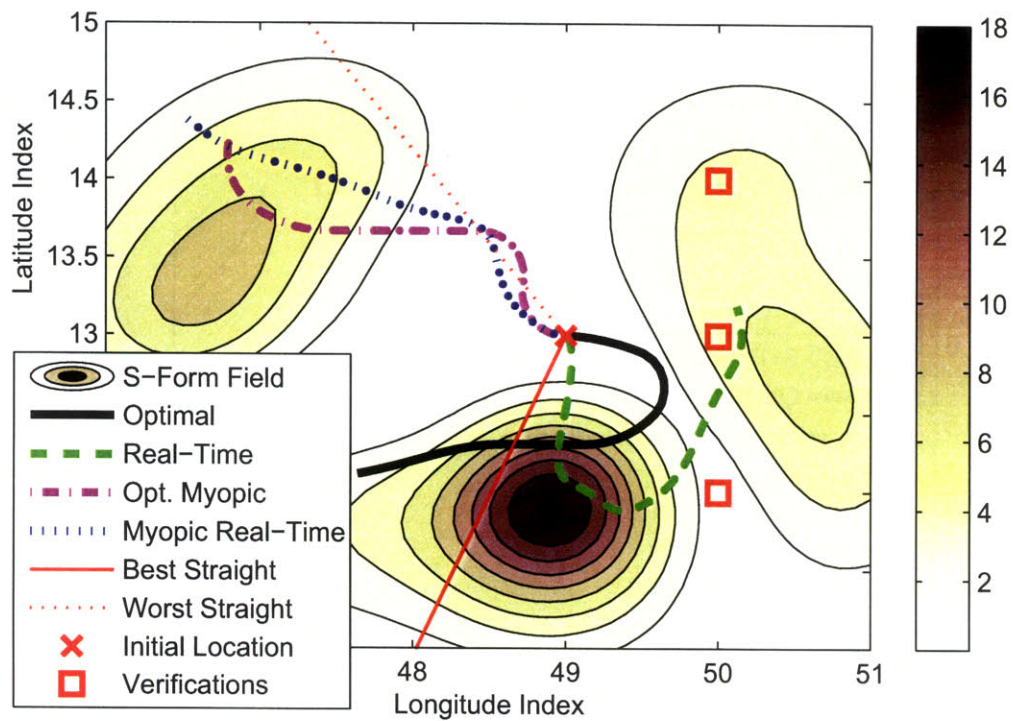 15
14.5
14
13.5
13
Latitude Index
S-Form Field
Optimal
Real-Time
Opt. Myopic
Myopic Real-Time
Best Straight
Worst Straight
Initial Location
Verifications
48
49
50
51
Longitude Index
18
16
14
12
10
8
6
4
2